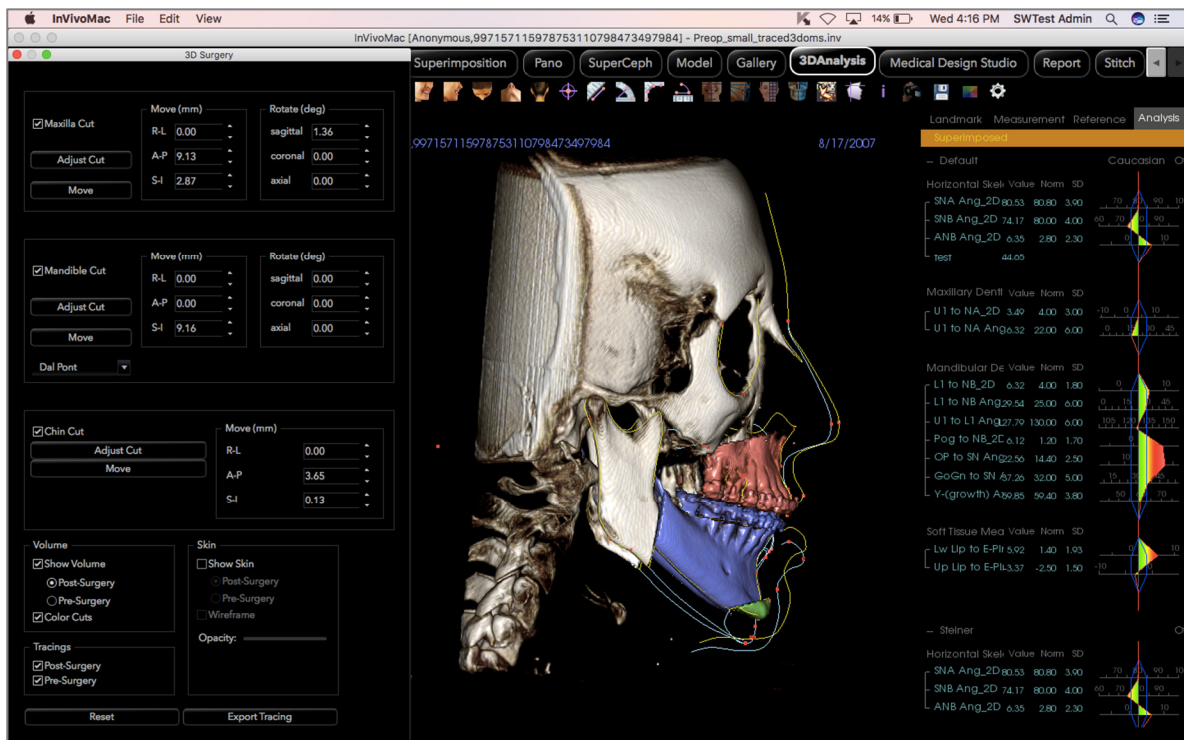 InVivoMac File Edit View 14% Wed 4:16 PM SWTest Admin
InVivoMac [Anonymous,99715711597875311079847349798​4] - Preop_small_traced3doms.inv
3D Surgery
Superimposition Pano SuperCeph Model Gallery 3DAnalysis Medical Design Studio Report Stitch
Maxilla Cut
Adjust Cut
Move
Move (mm)
R-L 0.00
A-P 9.13
S-I 2.87
Rotate (deg)
sagittal 1.36
coronal 0.00
axial 0.00
Mandible Cut
Adjust Cut
Move
Dal Pont
Move (mm)
R-L 0.00
A-P 0.00
S-I 9.16
Rotate (deg)
sagittal 0.00
coronal 0.00
axial 0.00
Chin Cut
Adjust Cut
Move
Move (mm)
R-L 0.00
A-P 3.65
S-I 0.13
Volume
Show Volume
Post-Surgery
Pre-Surgery
Color Cuts
Skin
Show Skin
Post-Surgery
Pre-Surgery
Wireframe
Opacity:
Tracings
Post-Surgery
Pre-Surgery
Reset Export Tracing
,997157115978753110798473497984 8/17/2007
Landmark Measurement Reference Analysis
Superimposed
– Default Caucasian
Horizontal Skel Value Norm SD
SNA Ang_2D 80.53 80.80 3.90
SNB Ang_2D 74.17 80.00 4.00
ANB Ang_2D 6.35 2.80 2.30
test 44.65
Maxillary Denti Value Norm SD
U1 to NA_2D 3.49 4.00 3.00
U1 to NA Ang 6.32 22.00 6.00
Mandibular De Value Norm SD
L1 to NB_2D 6.32 4.00 1.80
L1 to NB Ang 29.54 25.00 6.00
U1 to L1 Ang 27.79 130.00 6.00
Pog to NB_2D 6.12 1.20 1.70
OP to SN Ang 22.56 14.40 2.50
GoGn to SN 37.26 32.00 5.00
Y-(growth) A 59.85 59.40 3.80
Soft Tissue Mea Value Norm SD
Lw Lip to E-Pl 5.92 1.40 1.93
Up Lip to E-Pl -3.37 -2.50 1.50
– Steiner
Horizontal Skel Value Norm SD
SNA Ang_2D 80.53 80.80 3.90
SNB Ang_2D 74.17 80.00 4.00
ANB Ang_2D 6.35 2.80 2.30